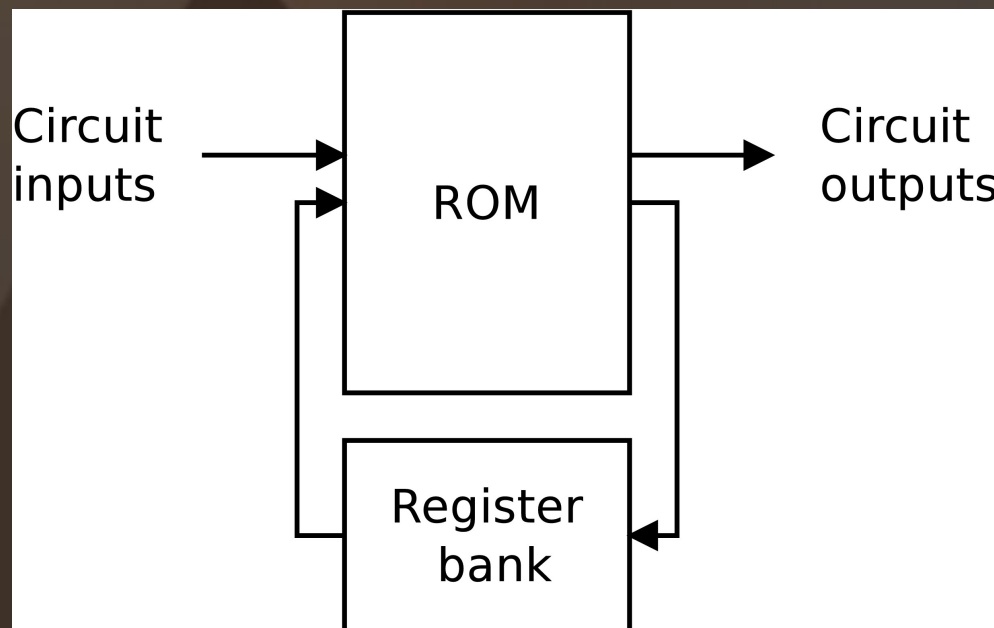 Circuit
inputs
ROM
Circuit
outputs
Register
bank